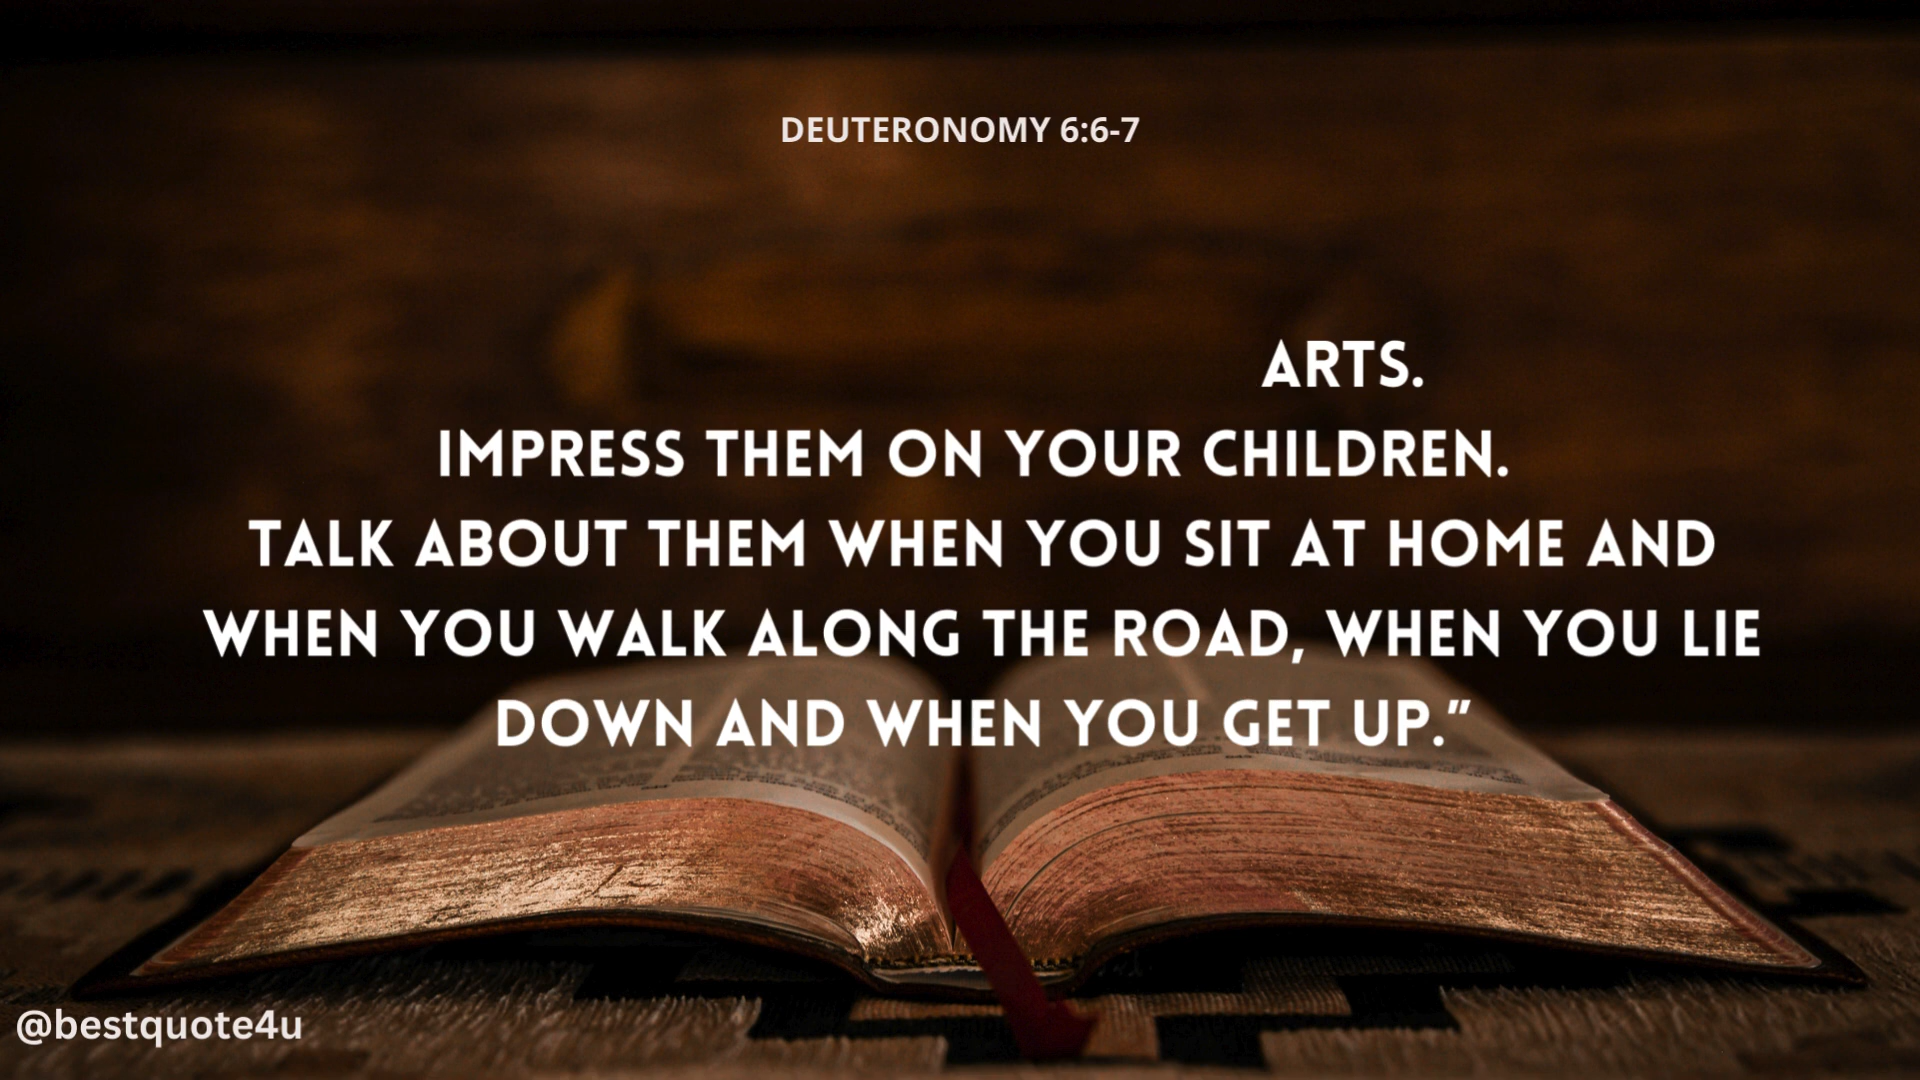 DEUTERONOMY 6:6-7
ARTS.
IMPRESS THEM ON YOUR CHILDREN.
TALK ABOUT THEM WHEN YOU SIT AT HOME AND
WHEN YOU WALK ALONG THE ROAD, WHEN YOU LIE
DOWN AND WHEN YOU GET UP.”
@bestquote4u